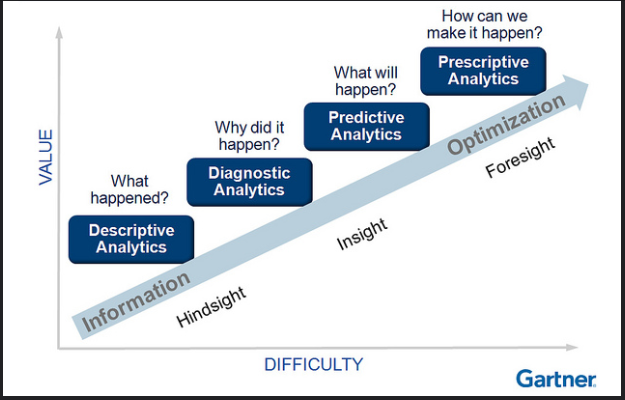 How can we
make it happen?
Prescriptive
Analytics
What will
happen?
Predictive
Analytics
Optimization
Foresight
Why did it
happen?
Diagnostic
Analytics
Insight
What
happened?
Descriptive
Analytics
Information
Hindsight
VALUE
DIFFICULTY
Gartner